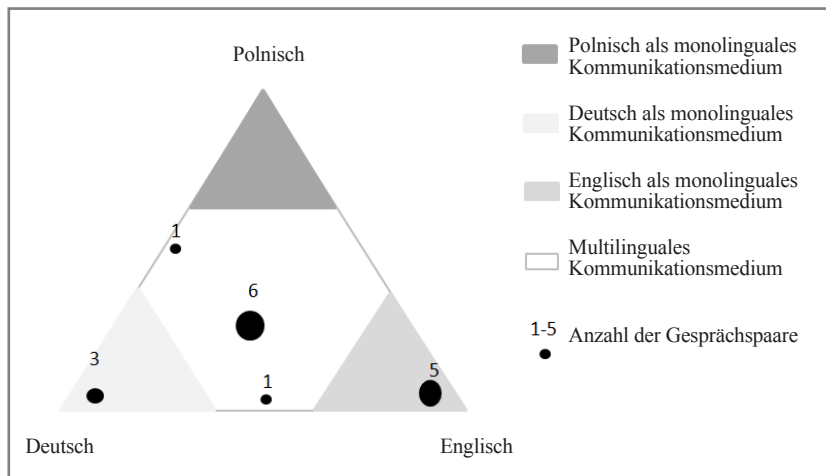 Polnisch
Polnisch als monolinguales
Kommunikationsmedium
Deutsch als monolinguales
Kommunikationsmedium
Englisch als monolinguales
Kommunikationsmedium
Multilinguales
Kommunikationsmedium
1-5
Anzahl der Gesprächspaare
1
6
3
1
5
Deutsch
Englisch